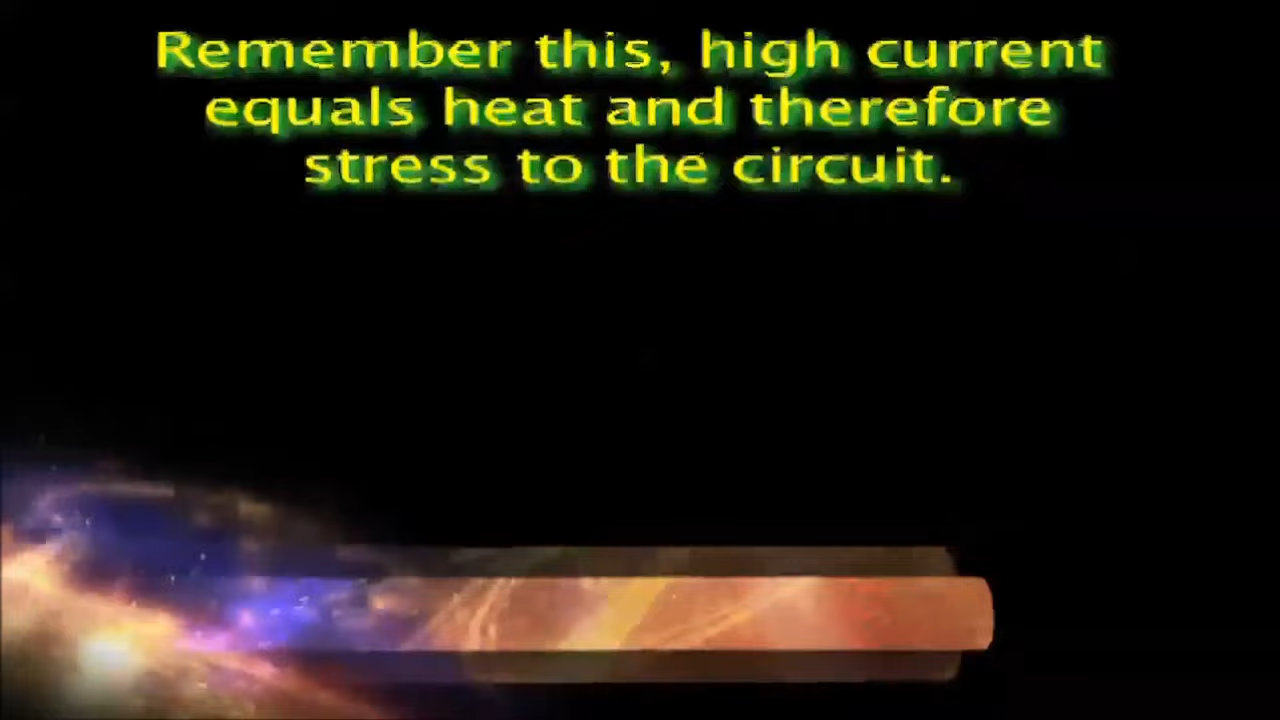 Remember this, high current
equals heat and therefore
stress to the circuit.